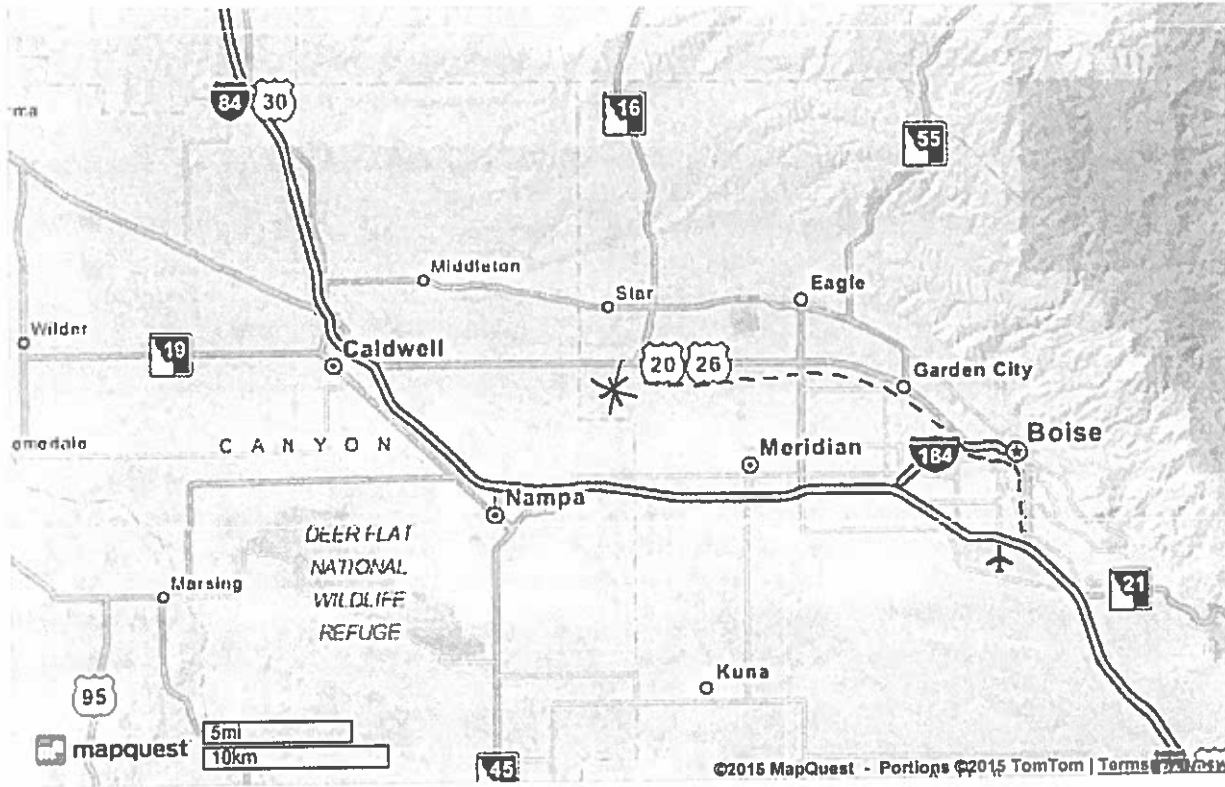 84
30
16
55
Middleton
Star
Eagle
Wilder
19
Caldwell
20
26
Garden City
CANYON
Meridian
184
Boise
Nampa
DEER FLAT
NATIONAL
WILDLIFE
REFUGE
Marsing
21
Kuna
95
mapquest
5mi
10km
45
©2015 MapQuest - Portions ©2015 TomTom | Terms